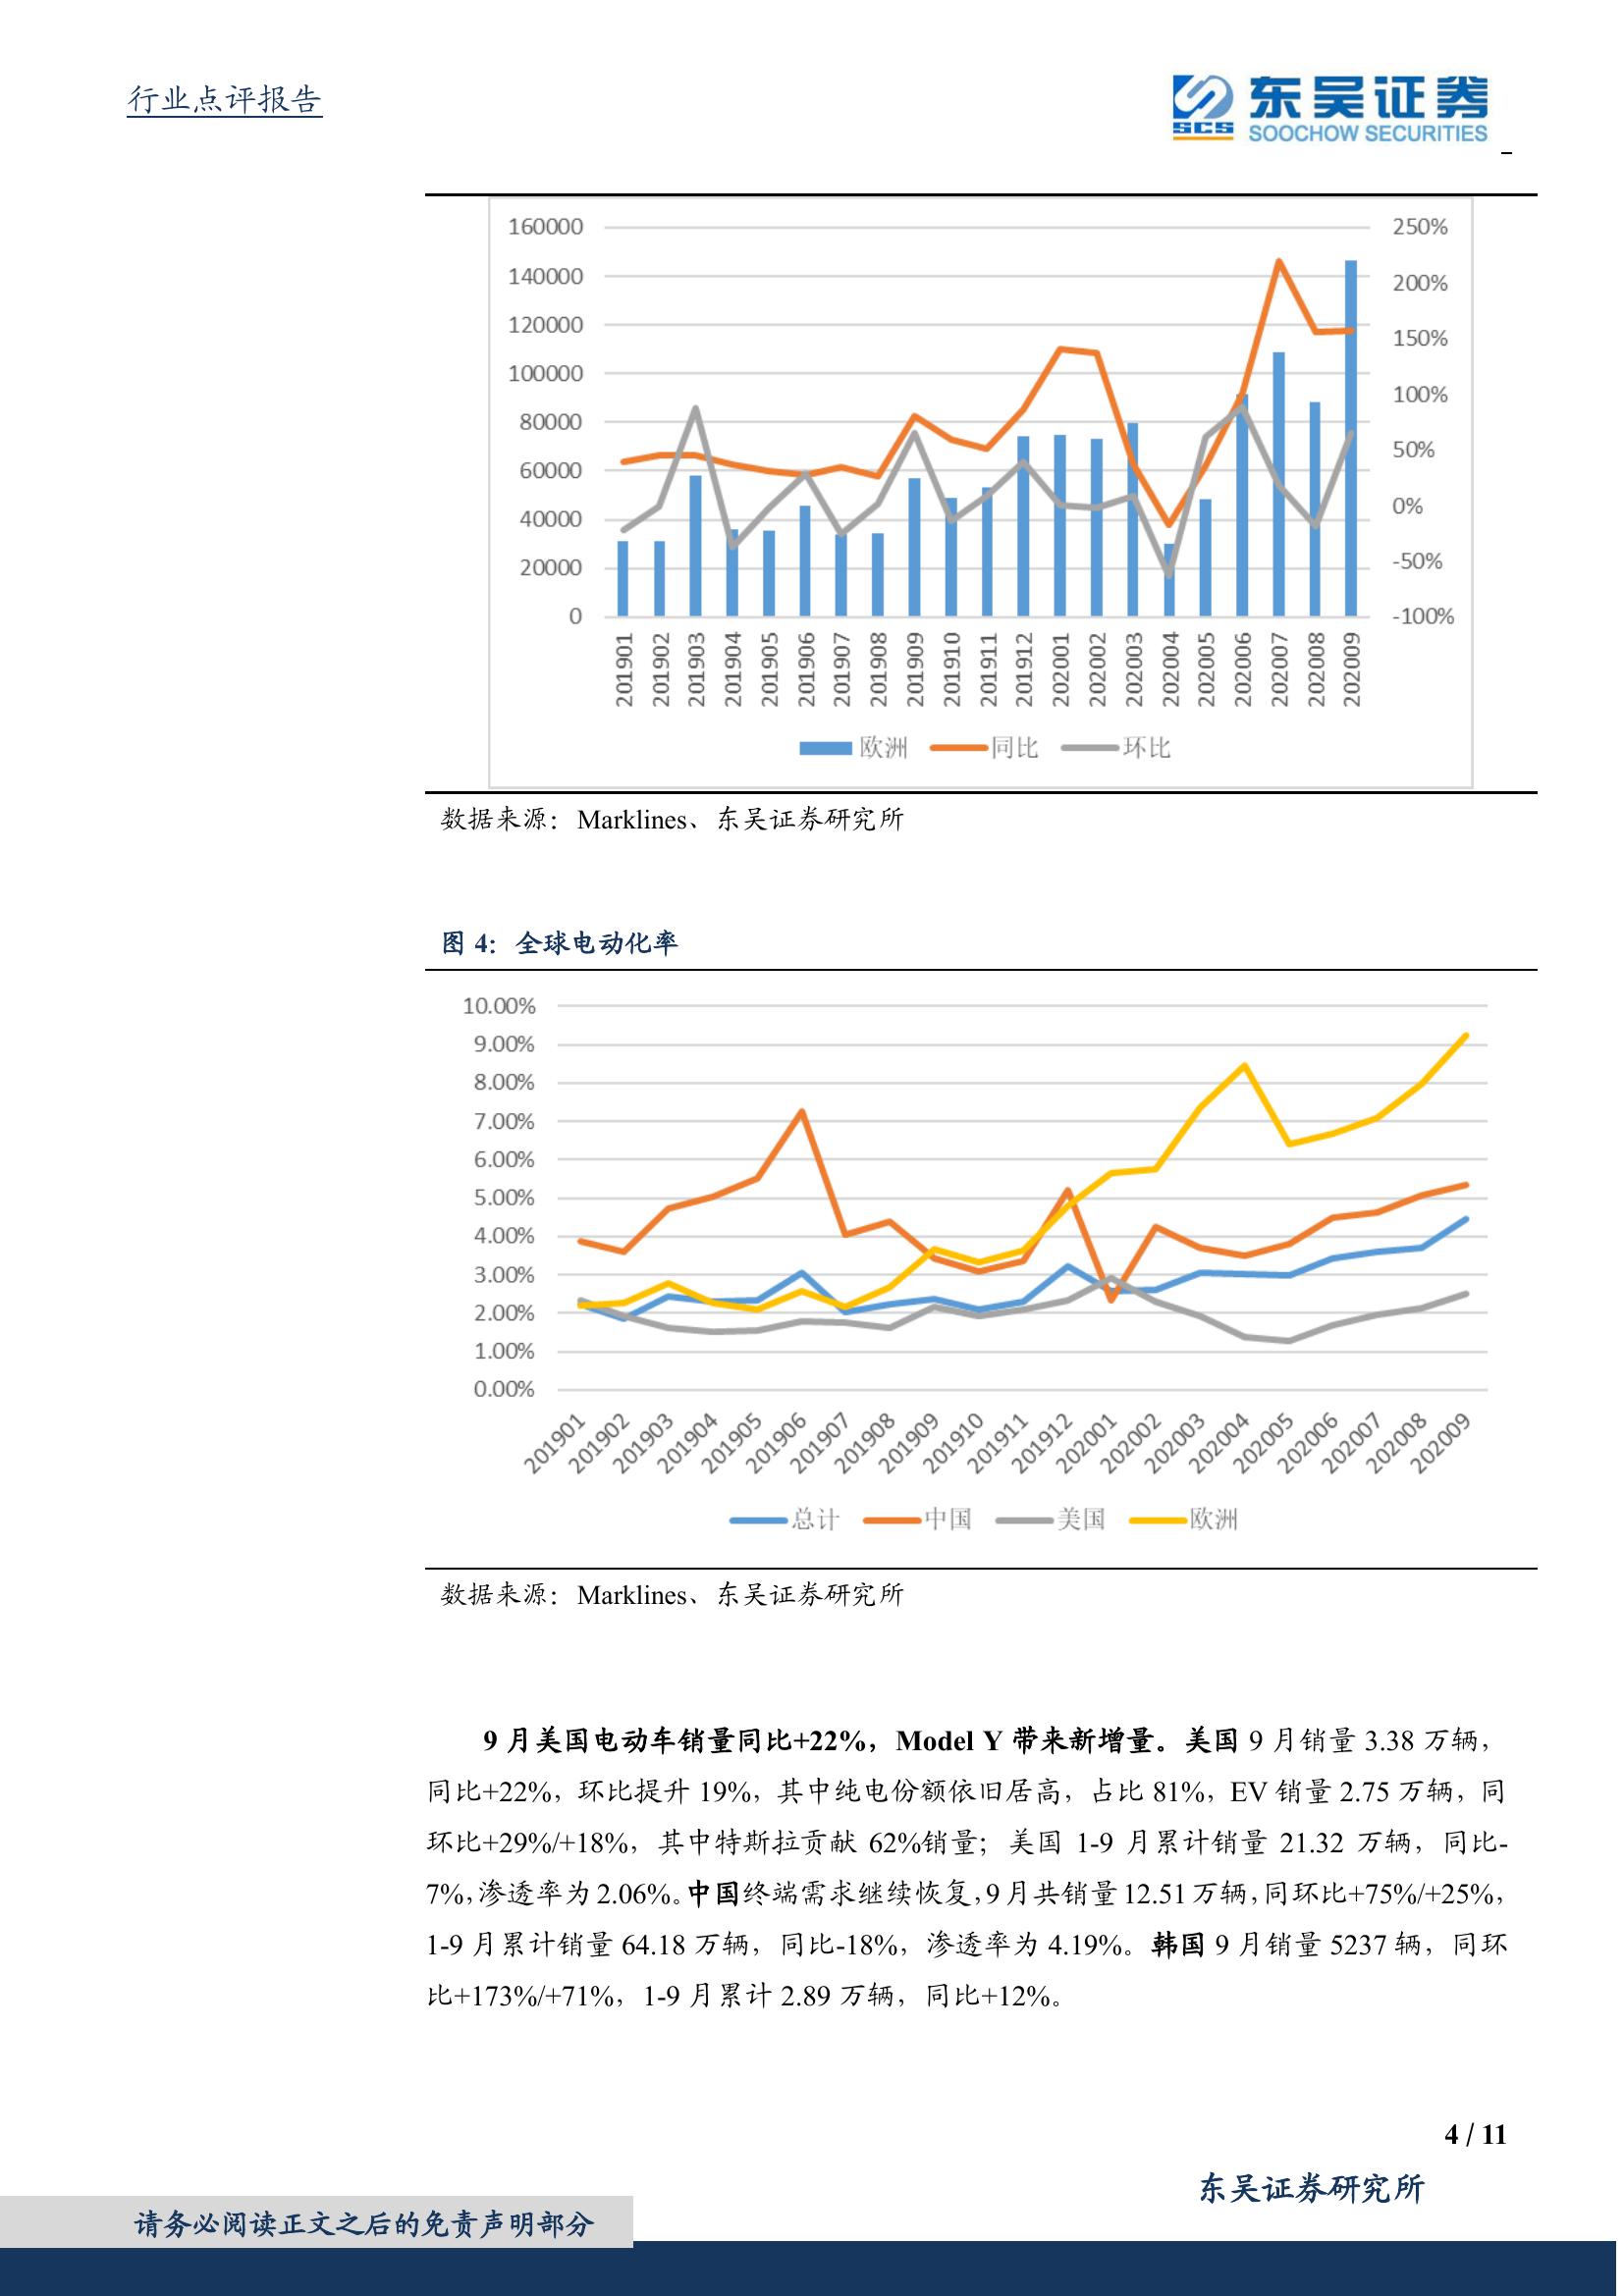 行业点评报告
SCS
东吴证券
SOOCHOW SECURITIES
160000
140000
120000
100000
80000
60000
40000
20000
0
250%
200%
150%
100%
50%
0%
-50%
-100%
201901 201902 201903 201904 201905 201906 201907 201908 201909 201910 201911 201912 202001 202002 202003 202004 202005 202006 202007 202008 202009
欧洲 同比 环比
数据来源：Marklines、东吴证券研究所
图 4：全球电动化率
10.00%
9.00%
8.00%
7.00%
6.00%
5.00%
4.00%
3.00%
2.00%
1.00%
0.00%
201901 201902 201903 201904 201905 201906 201907 201908 201909 201910 201911 201912 202001 202002 202003 202004 202005 202006 202007 202008 202009
总计 中国 美国 欧洲
数据来源：Marklines、东吴证券研究所
9 月美国电动车销量同比+22%，Model Y 带来新增量。美国 9 月销量 3.38 万辆，
同比+22%，环比提升 19%，其中纯电份额依旧居高，占比 81%，EV 销量 2.75 万辆，同
环比+29%/+18%，其中特斯拉贡献 62%销量；美国 1-9 月累计销量 21.32 万辆，同比-
7%，渗透率为 2.06%。中国终端需求继续恢复，9 月共销量 12.51 万辆，同环比+75%/+25%，
1-9 月累计销量 64.18 万辆，同比-18%，渗透率为 4.19%。韩国 9 月销量 5237 辆，同环
比+173%/+71%，1-9 月累计 2.89 万辆，同比+12%。
4 / 11
东吴证券研究所
请务必阅读正文之后的免责声明部分